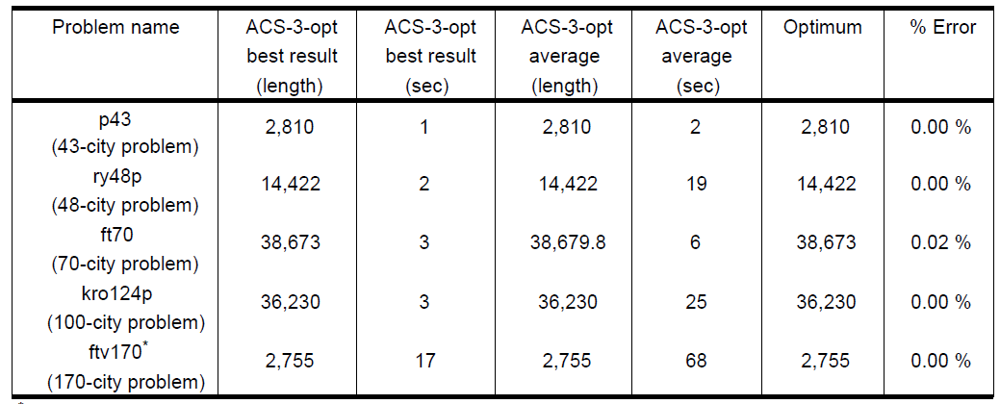 Problem name ACS-3-opt ACS-3-opt ACS-3-opt ACS-3-opt Optimum % Error
best result best result average average
(length) (sec) (length) (sec)
p43
2,810 1 2,810 2 2,810 0.00 %
(43-city problem)
ry48p
14,422 2 14,422 19 14,422 0.00 %
(48-city problem)
ft70
38,673 3 38,679.8 6 38,673 0.02 %
(70-city problem)
kro124p
36,230 3 36,230 25 36,230 0.00 %
(100-city problem)
ftv170*
2,755 17 2,755 68 2,755 0.00 %
(170-city problem)